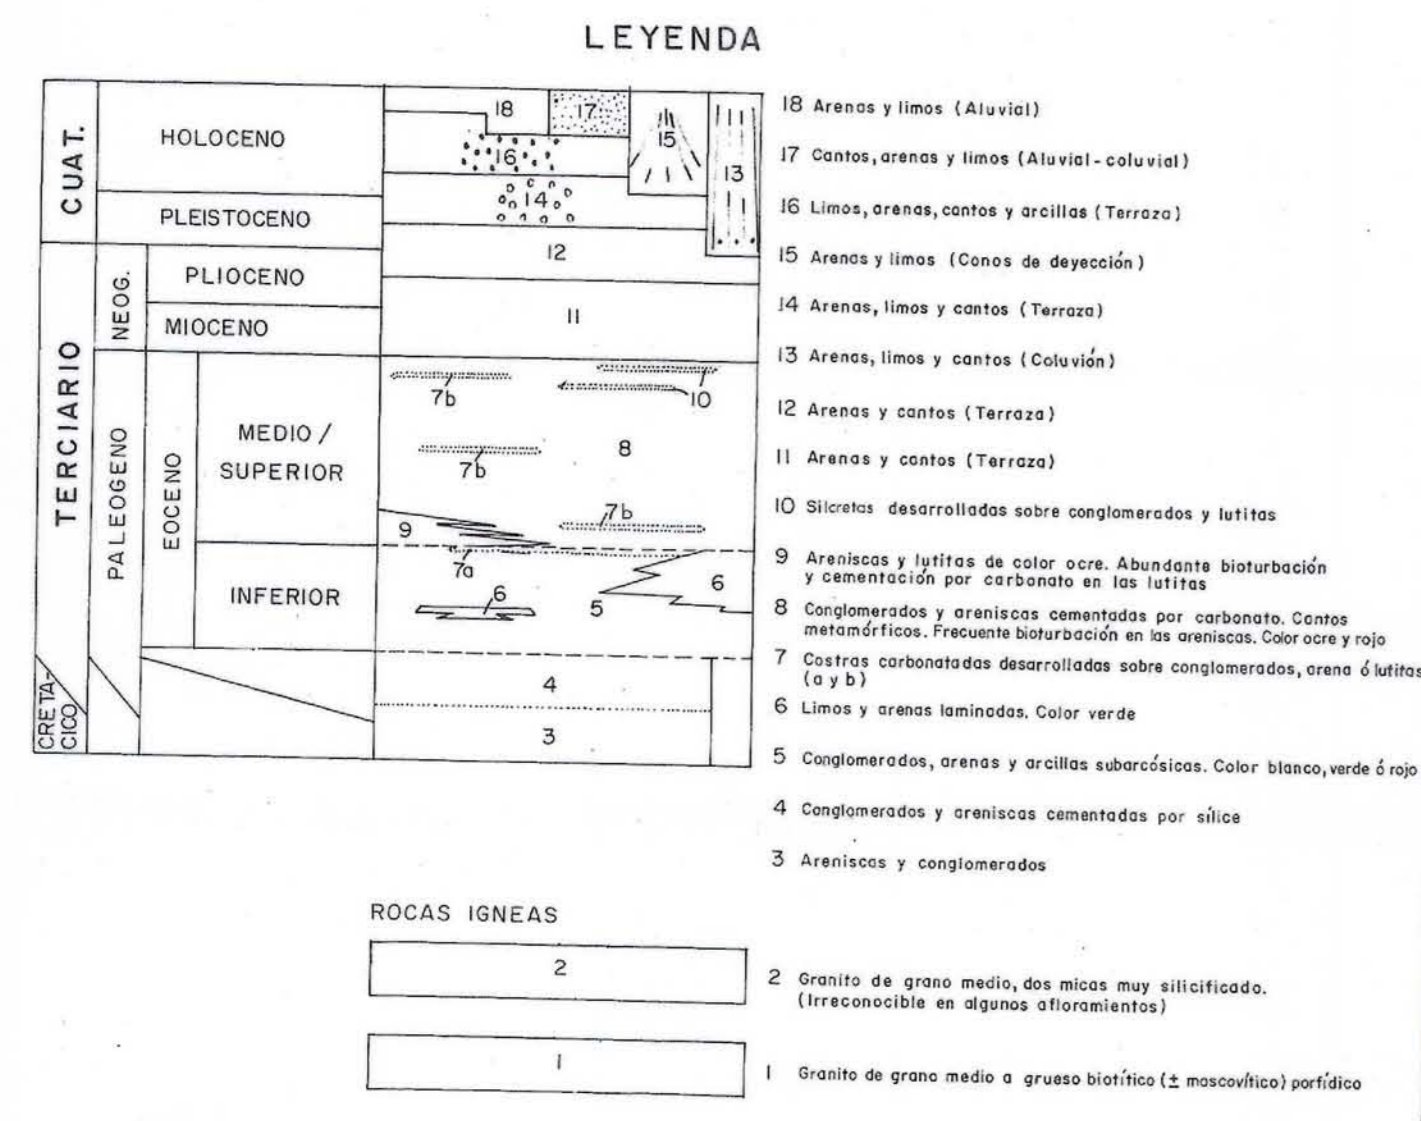 LEYENDA
CUAT.
HOLOCENO
PLEISTOCENO
TERCIARIO
NEOG.
PLIOCENO
MIOCENO
PALEOGENO
EOCENO
MEDIO /
SUPERIOR
INFERIOR
CRETA-
CICO
18
17
16
15
14
13
12
11
7b
10
7b
8
7b
9
7a
6
6
5
4
3
18 Arenas y limos (Aluvial)
17 Cantos, arenas y limos (Aluvial-coluvial)
16 Limos, arenas, cantos y arcillas (Terraza)
15 Arenas y limos (Conos de deyección)
14 Arenas, limos y cantos (Terraza)
13 Arenas, limos y cantos (Coluvión)
12 Arenas y cantos (Terraza)
11 Arenas y cantos (Terraza)
10 Silcretas desarrolladas sobre conglomerados y lutitas
9 Areniscas y lutitas de color ocre. Abundante bioturbación
y cementación por carbonato en las lutitas
8 Conglomerados y areniscas cementadas por carbonato. Cantos
metamórficos. Frecuente bioturbación en las areniscas. Color ocre y rojo
7 Costras carbonatadas desarrolladas sobre conglomerados, arena ó lutitas
(a y b)
6 Limos y arenas laminadas. Color verde
5 Conglomerados, arenas y arcillas subarcósicas. Color blanco, verde ó rojo
4 Conglomerados y areniscas cementadas por sílice
3 Areniscas y conglomerados
ROCAS IGNEAS
2
2 Granito de grano medio, dos micas muy silicificado.
(Irreconocible en algunos afloramientos)
1
1 Granito de grano medio a grueso biotítico (± moscovítico) porfídico